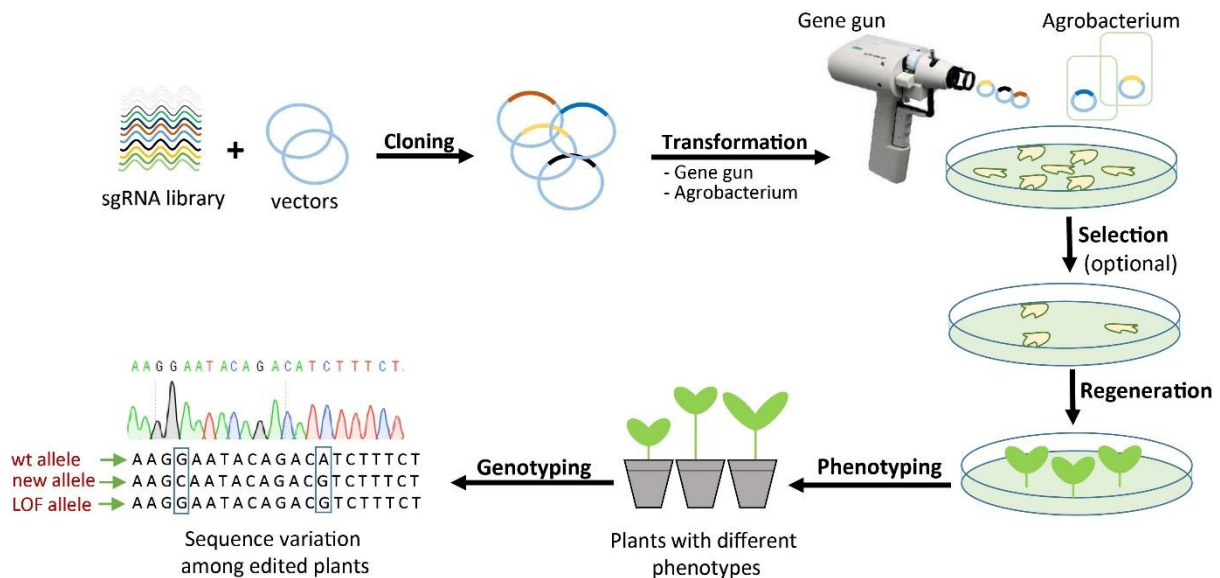 Gene gun
Agrobacterium
sgRNA library
+
vectors
Cloning
Transformation
- Gene gun
- Agrobacterium
Selection
(optional)
Regeneration
Phenotyping
Plants with different
phenotypes
Genotyping
AAGGAATACAGACATCTTTCT.
wt allele
AAGGAATACAGACATCTTTCT
new allele
AAGCAATACAGACGTCTTTCT
LOF allele
AAGGAATACAGACGTCTTTCT
Sequence variation
among edited plants